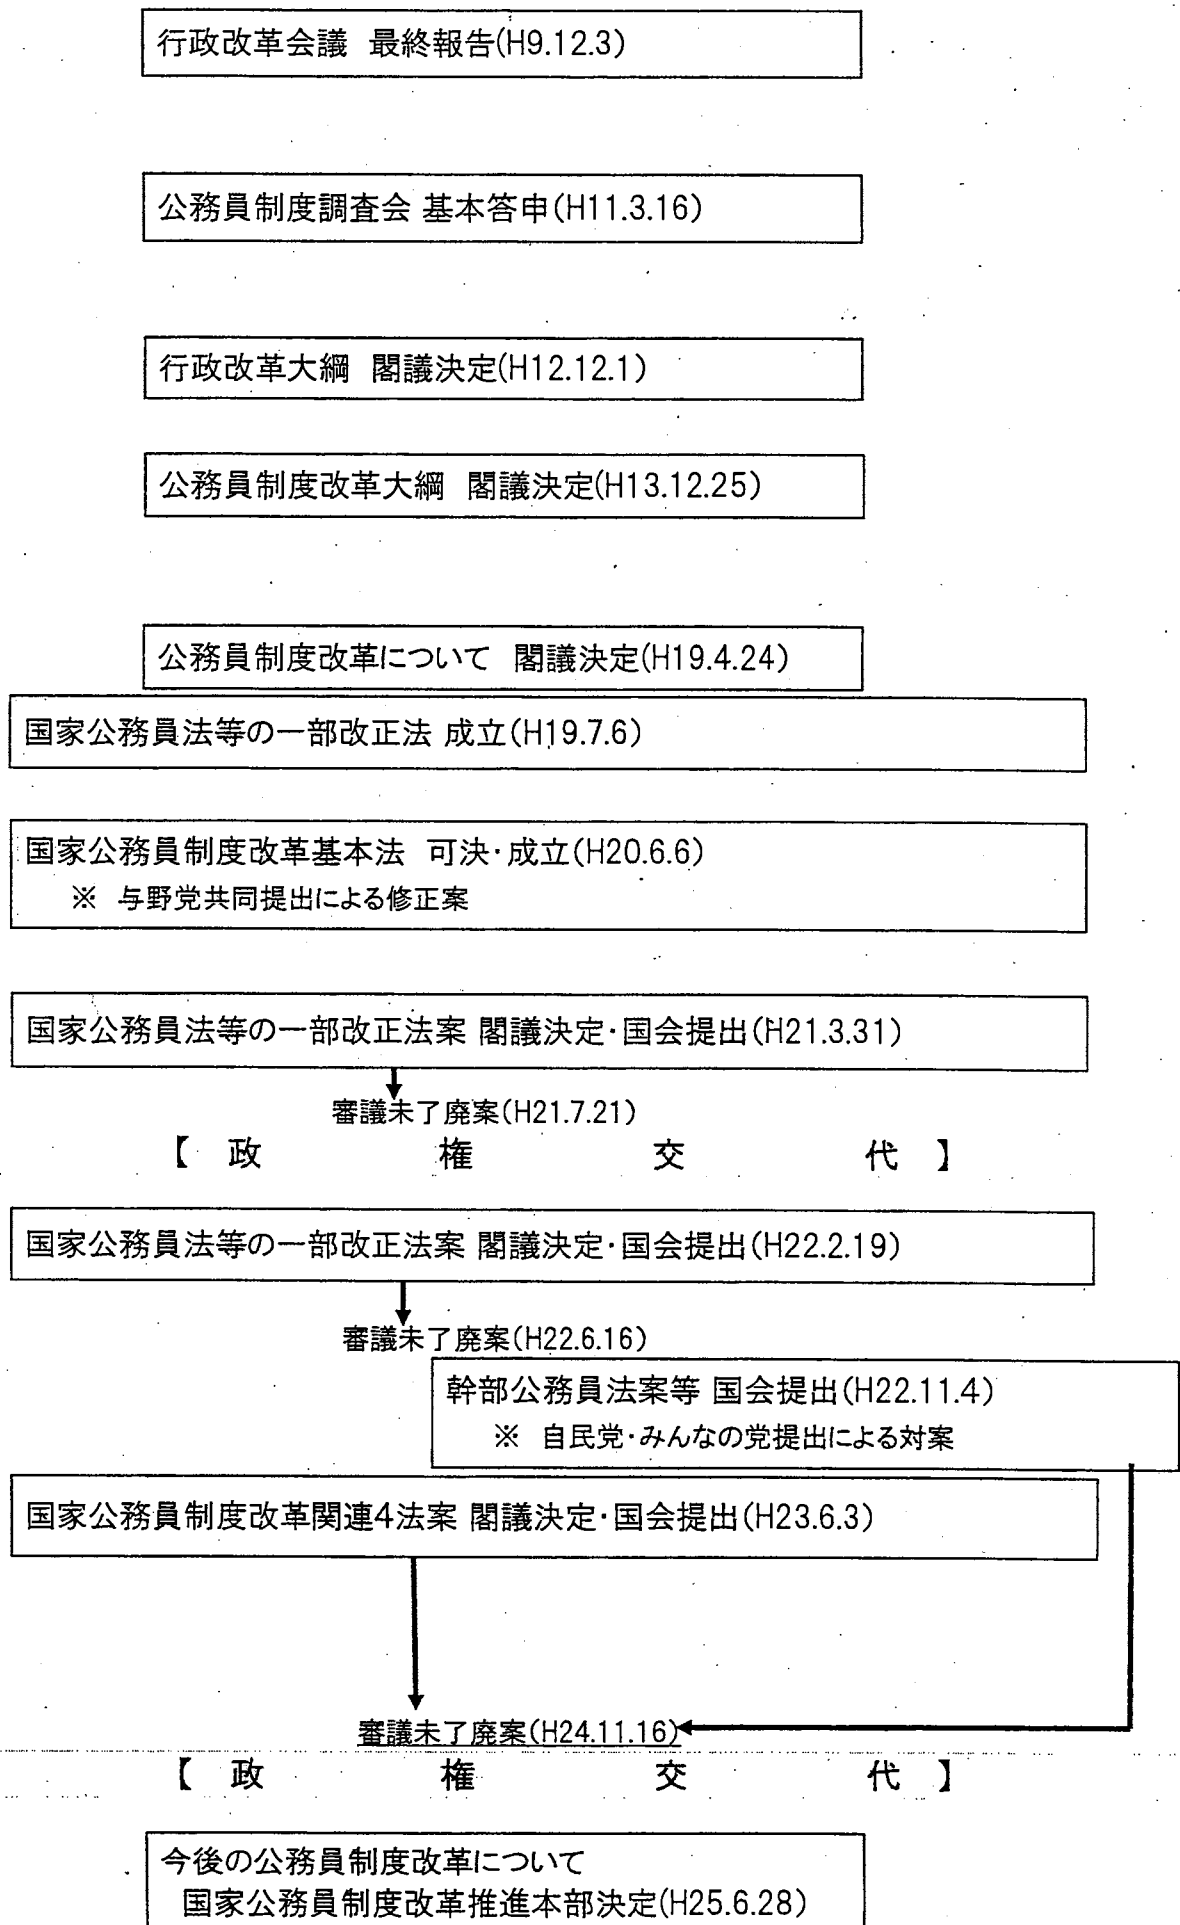 行政改革会議 最終報告(H9.12.3)
公務員制度調査会 基本答申(H11.3.16)
行政改革大綱 閣議決定(H12.12.1)
公務員制度改革大綱 閣議決定(H13.12.25)
公務員制度改革について 閣議決定(H19.4.24)
国家公務員法等の一部改正法 成立(H19.7.6)
国家公務員制度改革基本法 可決・成立(H20.6.6)
※ 与野党共同提出による修正案
国家公務員法等の一部改正法案 閣議決定・国会提出(H21.3.31)
審議未了廃案(H21.7.21)
【 政 権 交 代 】
国家公務員法等の一部改正法案 閣議決定・国会提出(H22.2.19)
審議未了廃案(H22.6.16)
幹部公務員法案等 国会提出(H22.11.4)
※ 自民党・みんなの党提出による対案
国家公務員制度改革関連4法案 閣議決定・国会提出(H23.6.3)
審議未了廃案(H24.11.16)
【 政 権 交 代 】
今後の公務員制度改革について
国家公務員制度改革推進本部決定(H25.6.28)